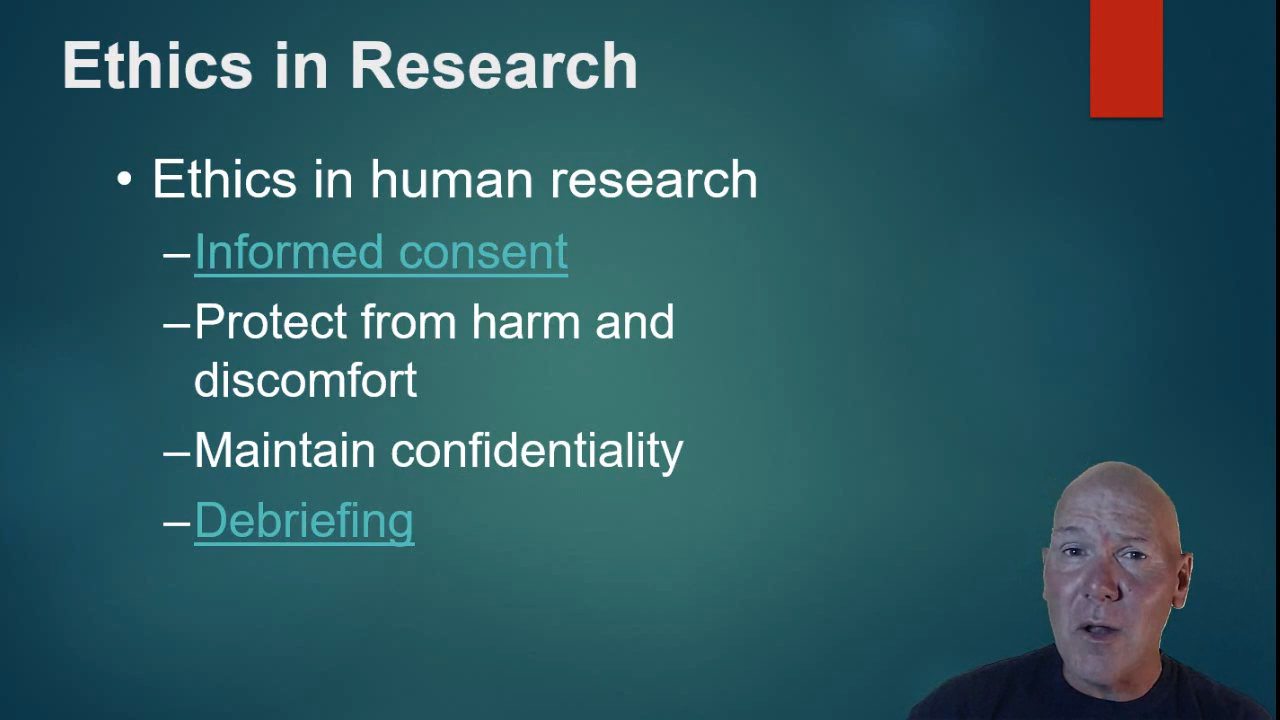 Ethics in Research
• Ethics in human research
–Informed consent
–Protect from harm and
discomfort
–Maintain confidentiality
–Debriefing